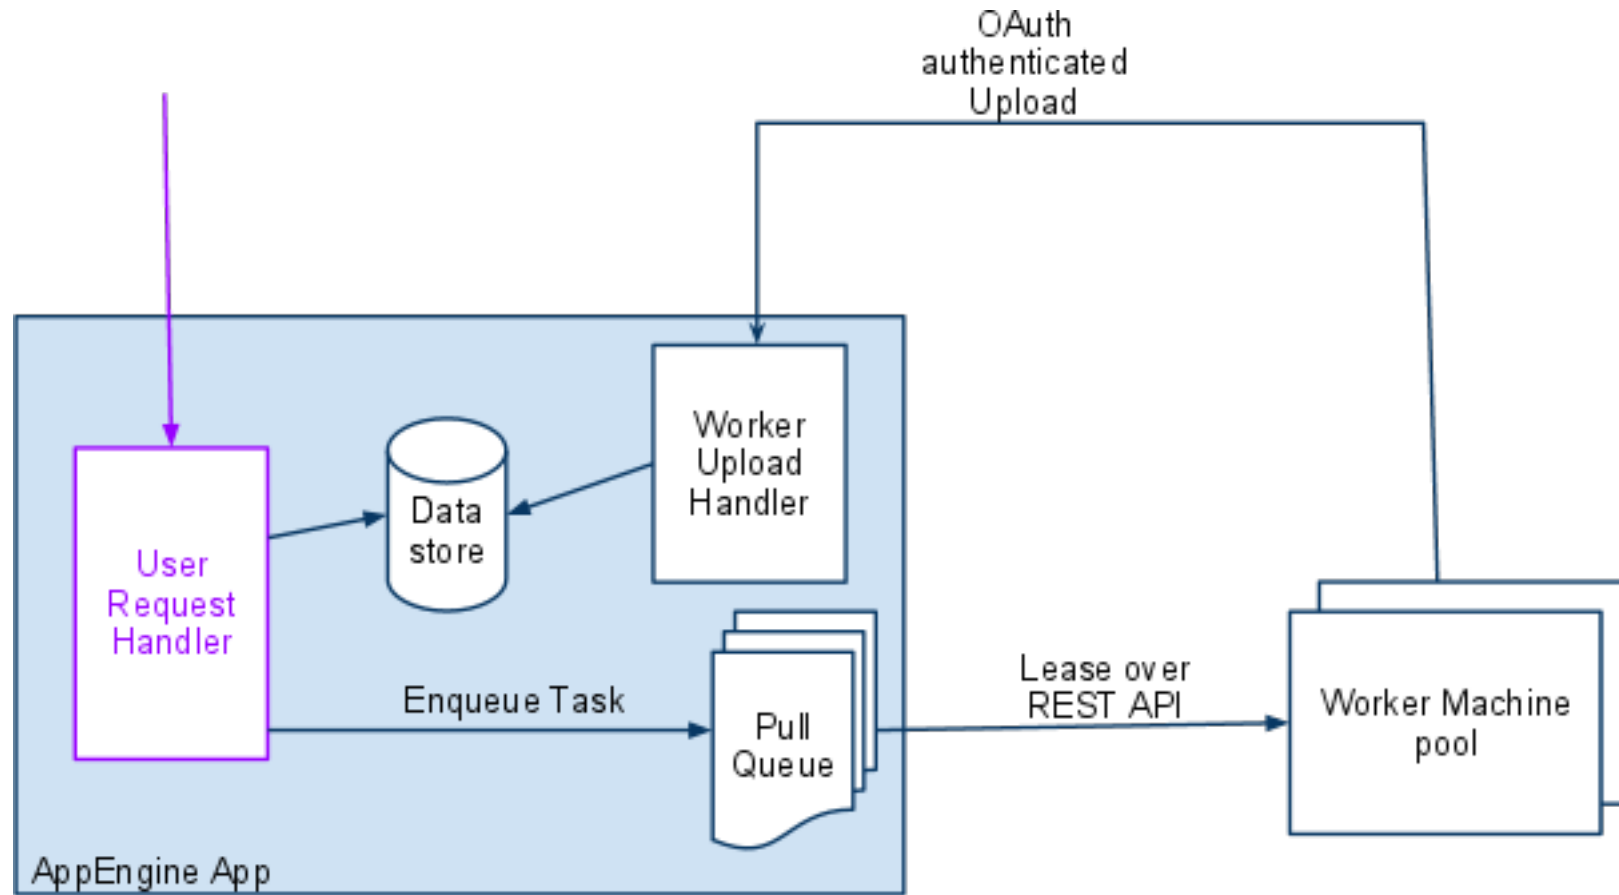 OAuth
authenticated
Upload
Worker
Upload
Handler
Data
store
User
Request
Handler
Enqueue Task
Pull
Queue
Lease over
REST API
Worker Machine
pool
AppEngine App